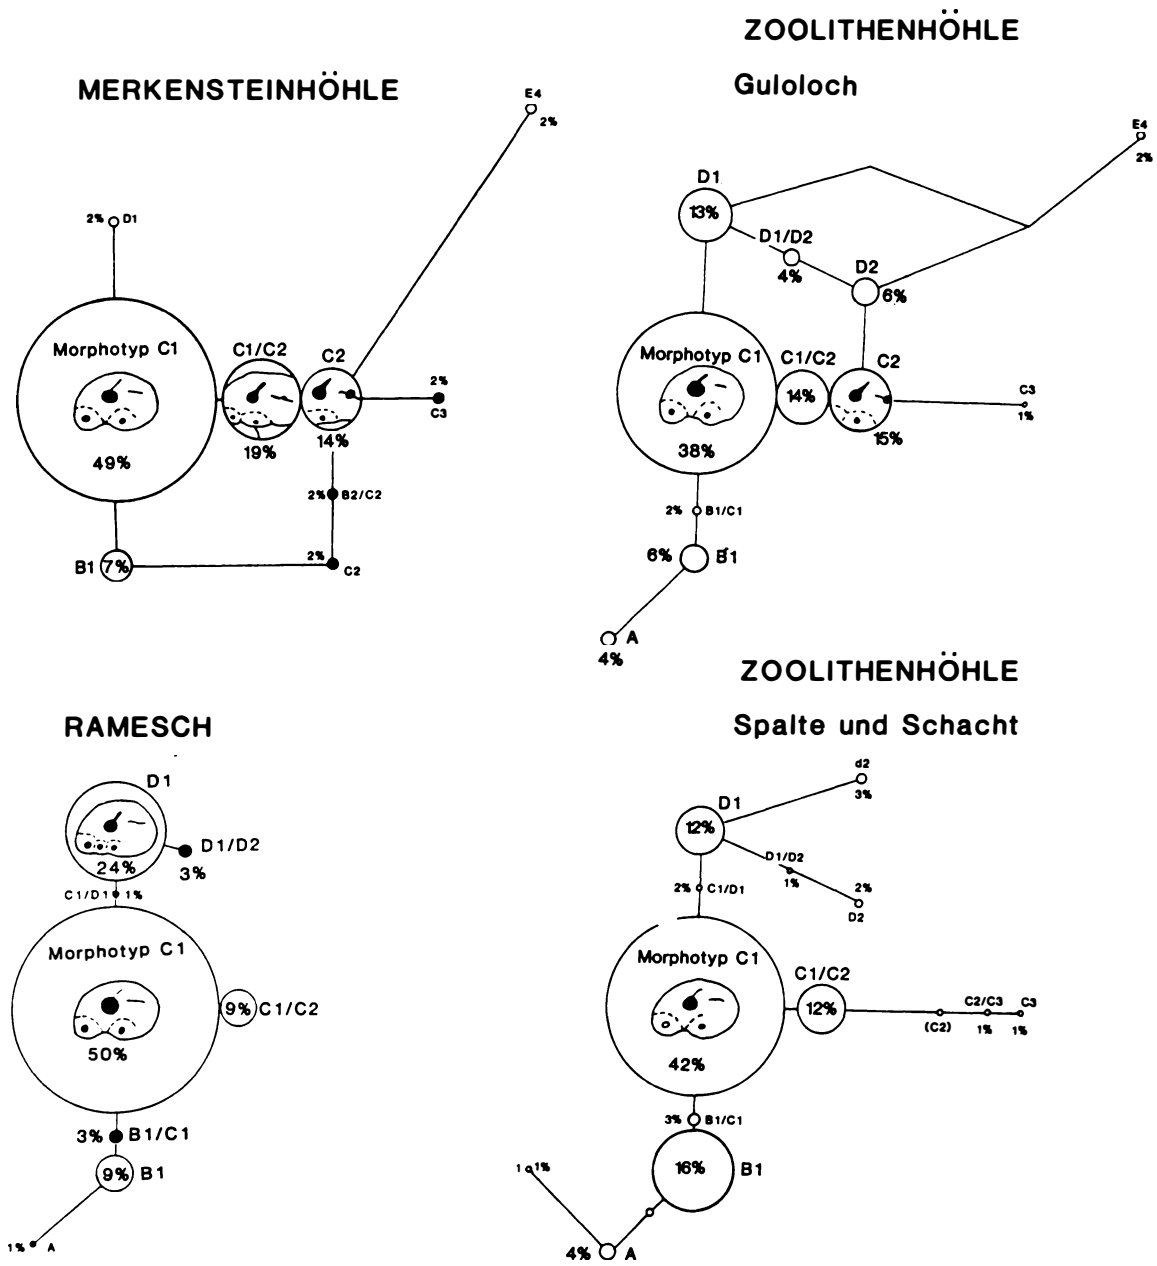 MERKENSTEINHÖHLE
E4
2%
2% D1
Morphotyp C1
49%
C1/C2
19%
C2
14%
2%
C3
2% B2/C2
2%
C2
B1 7%
ZOOLITHENHÖHLE
Guloloch
E4
2%
D1
13%
D1/D2
4%
D2
6%
Morphotyp C1
38%
C1/C2
14%
C2
15%
C3
1%
2% B1/C1
6% B1
A
4%
RAMESCH
D1
24%
D1/D2
3%
C1/D1 1%
Morphotyp C1
50%
9% C1/C2
3% B1/C1
9% B1
1% A
ZOOLITHENHÖHLE
Spalte und Schacht
d2
3%
D1
12%
D1/D2
1%
2%
D2
2% C1/D1
Morphotyp C1
42%
C1/C2
12%
(C2)
C2/C3
1%
C3
1%
3% B1/C1
16% B1
1 1%
4% A